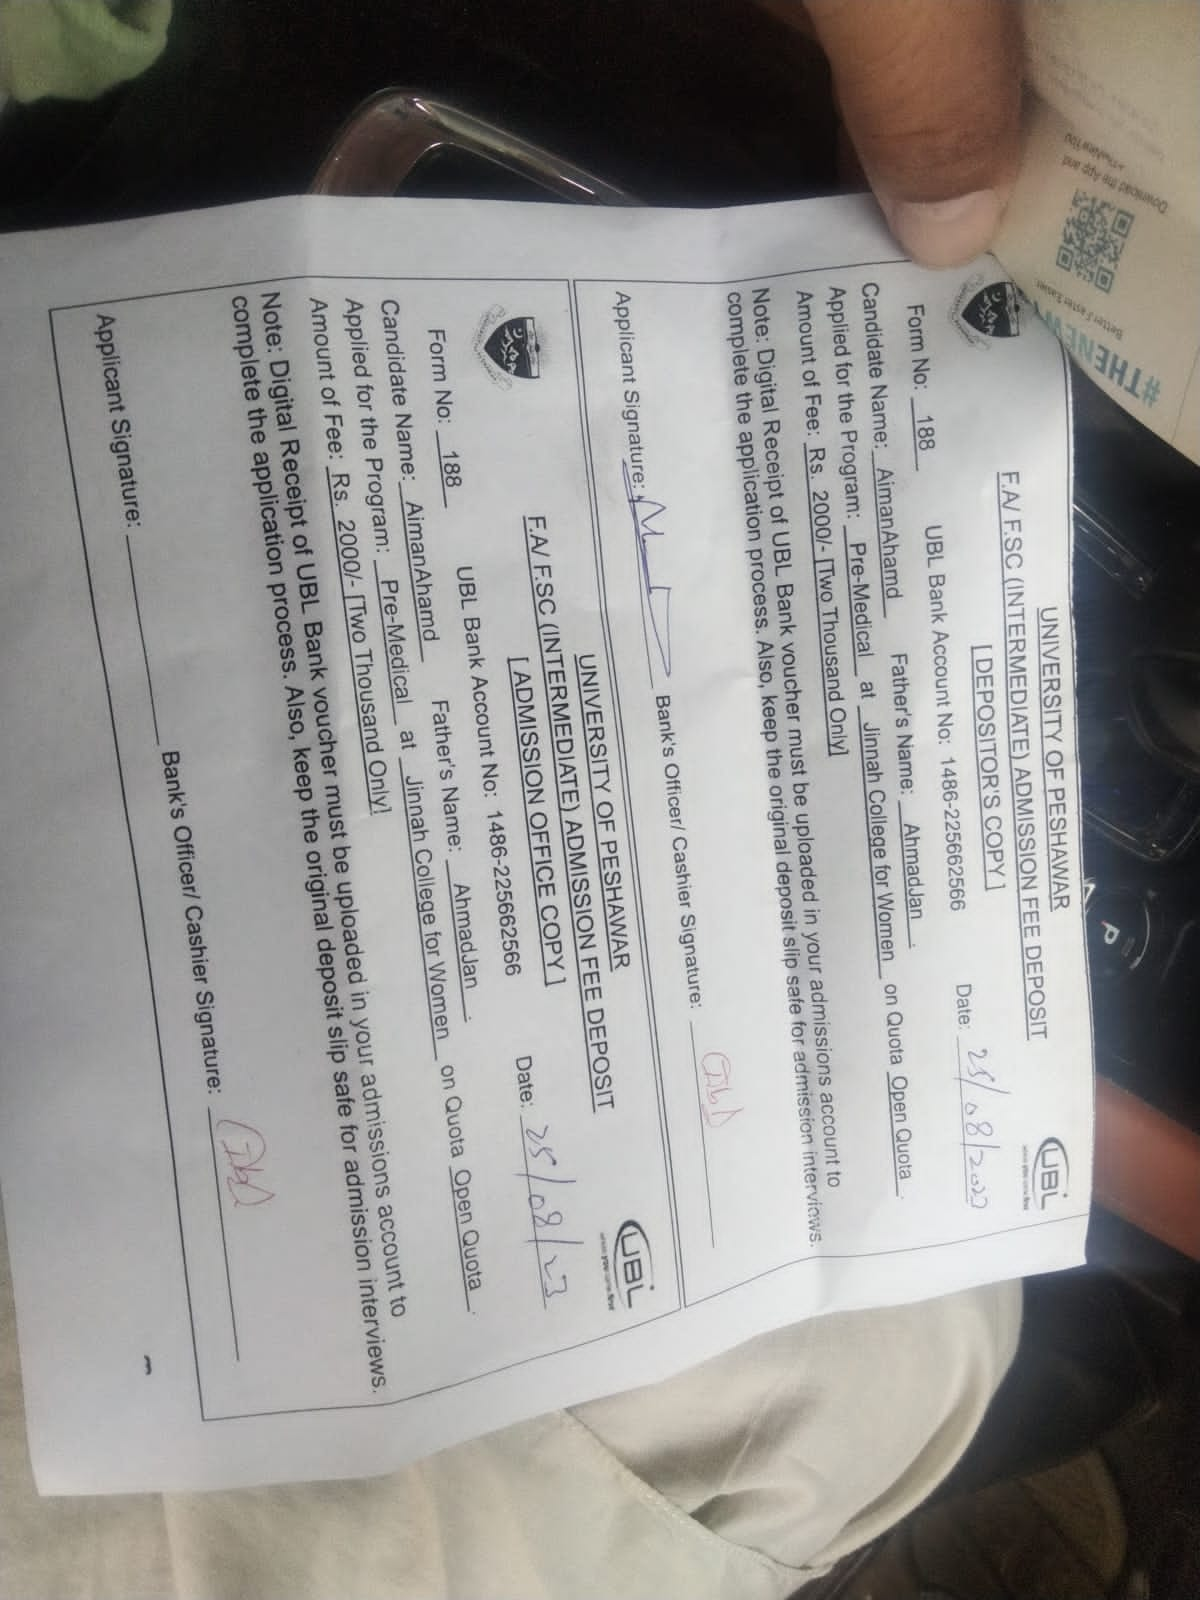 UNIVERSITY OF PESHAWAR
F.A/ F.SC (INTERMEDIATE) ADMISSION FEE DEPOSIT
[ DEPOSITOR'S COPY ]
UBL
Form No: 188 UBL Bank Account No: 1486-225662566 Date: 25/08/2023
Candidate Name: AimanAhamd Father's Name: AhmadJan .
Applied for the Program: Pre-Medical at Jinnah College for Women on Quota Open Quota .
Amount of Fee: Rs. 2000/- [Two Thousand Only]
Note: Digital Receipt of UBL Bank voucher must be uploaded in your admissions account to
complete the application process. Also, keep the original deposit slip safe for admission interviews.
Applicant Signature: Bank's Officer/ Cashier Signature:
UNIVERSITY OF PESHAWAR
F.A/ F.SC (INTERMEDIATE) ADMISSION FEE DEPOSIT
[ ADMISSION OFFICE COPY ]
UBL
Form No: 188 UBL Bank Account No: 1486-225662566 Date: 25/08/23
Candidate Name: AimanAhamd Father's Name: AhmadJan .
Applied for the Program: Pre-Medical at Jinnah College for Women on Quota Open Quota .
Amount of Fee: Rs. 2000/- [Two Thousand Only]
Note: Digital Receipt of UBL Bank voucher must be uploaded in your admissions account to
complete the application process. Also, keep the original deposit slip safe for admission interviews.
Applicant Signature: Bank's Officer/ Cashier Signature:
#THENEW
Better Faster Easier
Download the App and
P